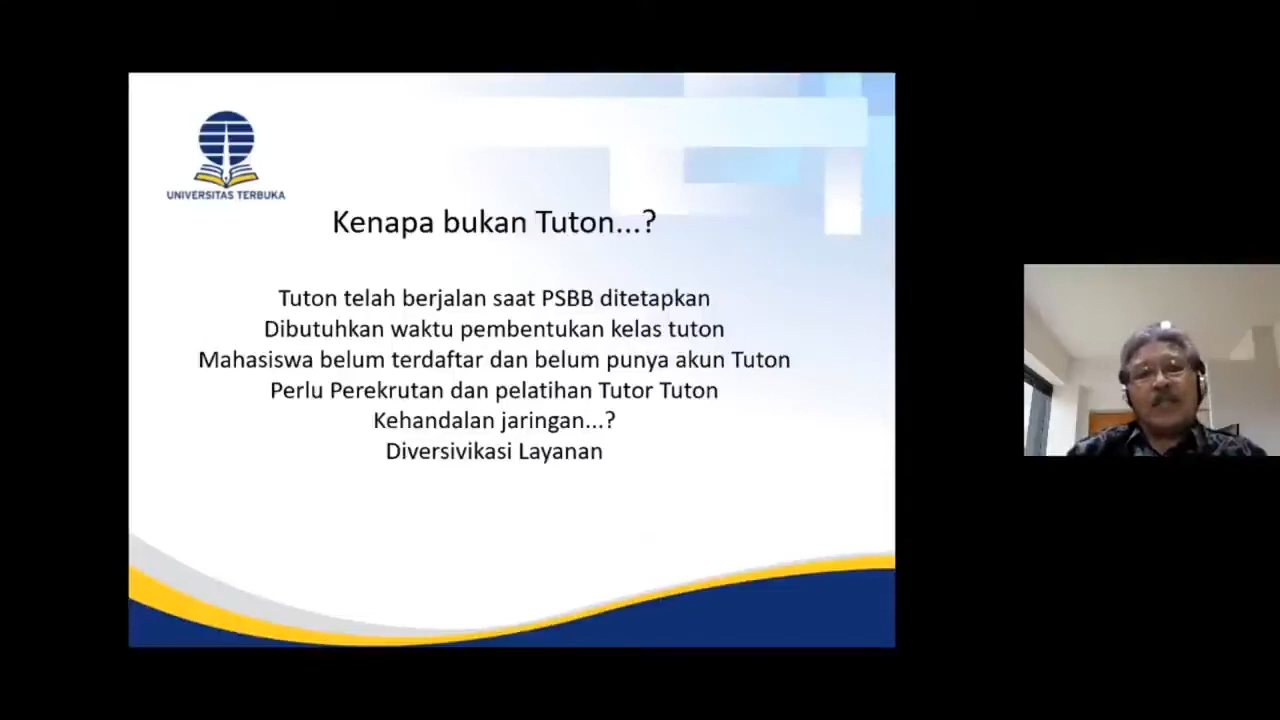 UNIVERSITAS TERBUKA
Kenapa bukan Tuton...?
Tuton telah berjalan saat PSBB ditetapkan
Dibutuhkan waktu pembentukan kelas tuton
Mahasiswa belum terdaftar dan belum punya akun Tuton
Perlu Perekrutan dan pelatihan Tutor Tuton
Kehandalan jaringan...?
Diversivikasi Layanan